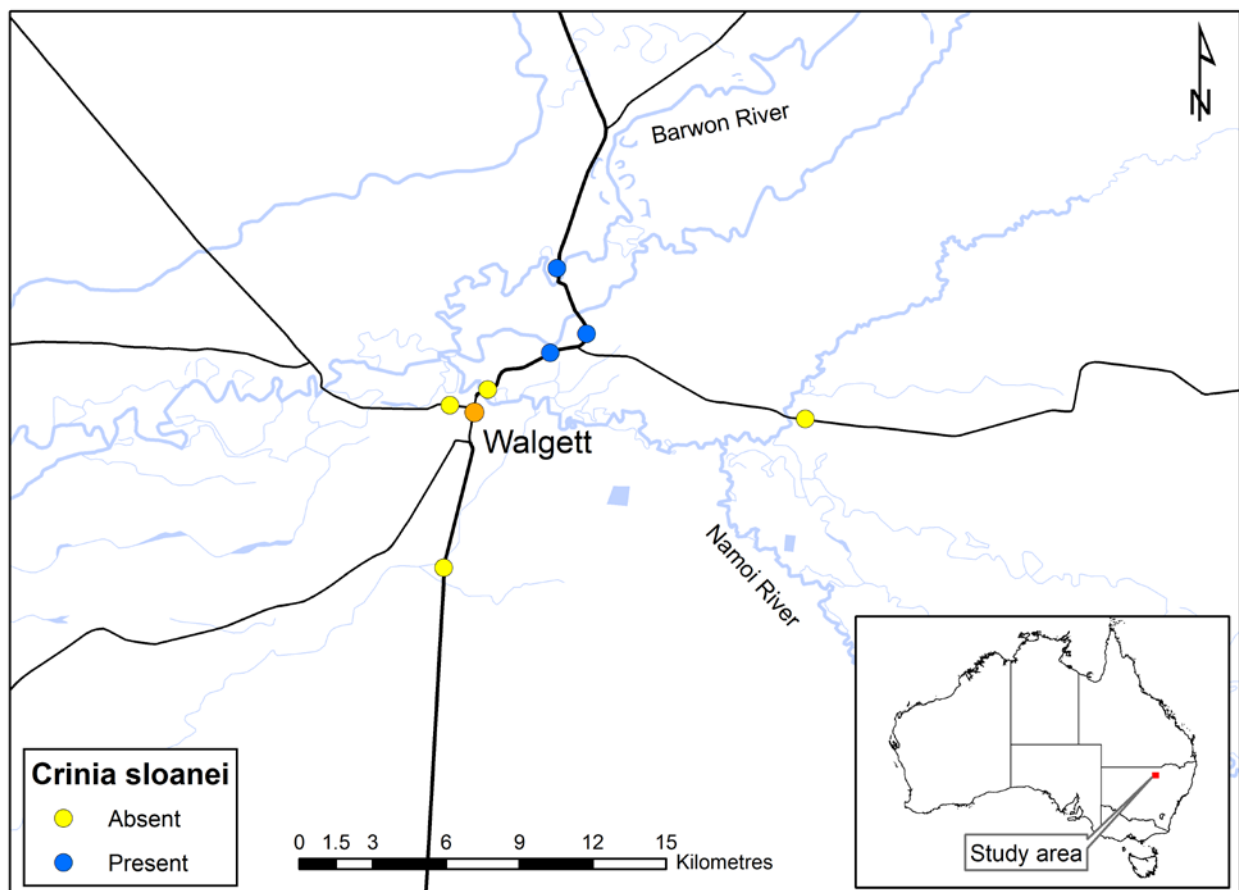 N
Barwon River
Walgett
Namoi River
Crinia sloanei
Absent
Present
0 1.5 3 6 9 12 15
Kilometres
Study area